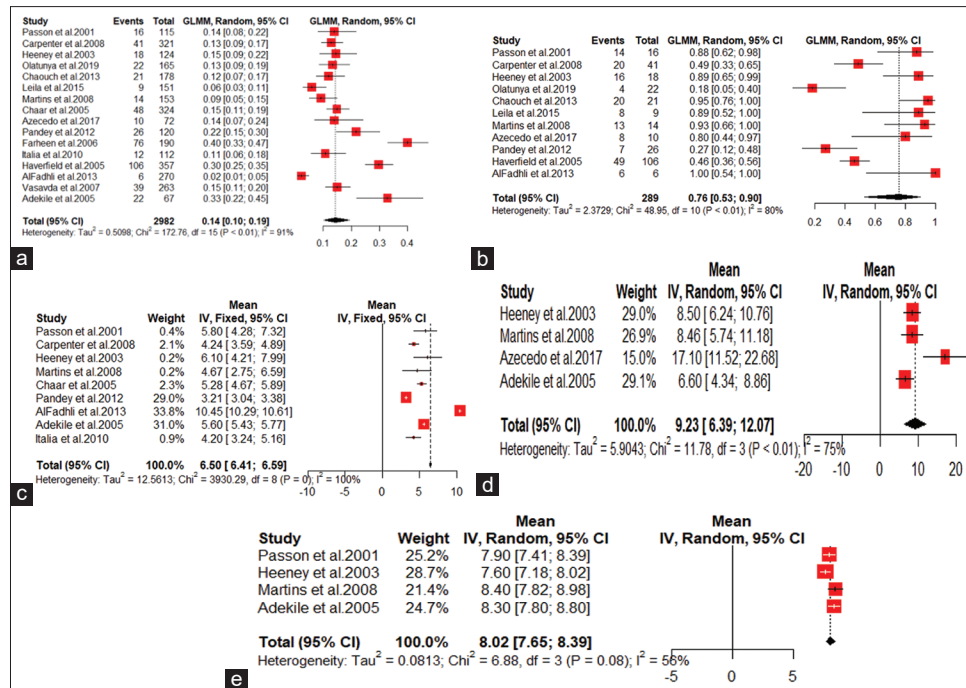 Study Events Total GLMM, Random, 95% CI GLMM, Random, 95% CI
Passon et al.2001 16 115 0.14 [0.08; 0.22]
Carpenter et al.2008 41 321 0.13 [0.09; 0.17]
Heeney et al.2003 18 124 0.15 [0.09; 0.22]
Olatunya et al.2019 22 165 0.13 [0.09; 0.19]
Chaouch et al.2013 21 178 0.12 [0.07; 0.17]
Leila et al.2015 9 151 0.06 [0.03; 0.11]
Martins et al.2008 14 153 0.09 [0.05; 0.15]
Chaar et al.2005 48 324 0.15 [0.11; 0.19]
Azecedo et al.2017 10 72 0.14 [0.07; 0.24]
Pandey et al.2012 26 120 0.22 [0.15; 0.30]
Farheen et al.2006 76 190 0.40 [0.33; 0.47]
Italia et al.2010 12 112 0.11 [0.06; 0.18]
Haverfield et al.2005 106 357 0.30 [0.25; 0.35]
AlFadhli et al.2013 6 270 0.02 [0.01; 0.05]
Vasavda et al.2007 39 263 0.15 [0.11; 0.20]
Adekile et al.2005 22 67 0.33 [0.22; 0.45]
Total (95% CI) 2982 0.14 [0.10; 0.19]
Heterogeneity: Tau² = 0.5098; Chi² = 172.76, df = 15 (P < 0.01); I² = 91%
0.1 0.2 0.3 0.4
a
Study Events Total GLMM, Random, 95% CI GLMM, Random, 95% CI
Passon et al.2001 14 16 0.88 [0.62; 0.98]
Carpenter et al.2008 20 41 0.49 [0.33; 0.65]
Heeney et al.2003 16 18 0.89 [0.65; 0.99]
Olatunya et al.2019 4 22 0.18 [0.05; 0.40]
Chaouch et al.2013 20 21 0.95 [0.76; 1.00]
Leila et al.2015 8 9 0.89 [0.52; 1.00]
Martins et al.2008 13 14 0.93 [0.66; 1.00]
Azecedo et al.2017 8 10 0.80 [0.44; 0.97]
Pandey et al.2012 7 26 0.27 [0.12; 0.48]
Haverfield et al.2005 49 106 0.46 [0.36; 0.56]
AlFadhli et al.2013 6 6 1.00 [0.54; 1.00]
Total (95% CI) 289 0.76 [0.53; 0.90]
Heterogeneity: Tau² = 2.3729; Chi² = 48.95, df = 10 (P < 0.01); I² = 80%
0.2 0.4 0.6 0.8 1
b
Mean Mean
Study Weight IV, Fixed, 95% CI IV, Fixed, 95% CI
Passon et al.2001 0.4% 5.80 [ 4.28; 7.32]
Carpenter et al.2008 2.1% 4.24 [ 3.59; 4.89]
Heeney et al.2003 0.2% 6.10 [ 4.21; 7.99]
Martins et al.2008 0.2% 4.67 [ 2.75; 6.59]
Chaar et al.2005 2.3% 5.28 [ 4.67; 5.89]
Pandey et al.2012 29.0% 3.21 [ 3.04; 3.38]
AlFadhli et al.2013 33.8% 10.45 [10.29; 10.61]
Adekile et al.2005 31.0% 5.60 [ 5.43; 5.77]
Italia et al.2010 0.9% 4.20 [ 3.24; 5.16]
Total (95% CI) 100.0% 6.50 [ 6.41; 6.59]
Heterogeneity: Tau² = 12.5613; Chi² = 3930.29, df = 8 (P = 0); I² = 100%
-10 -5 0 5 10
c
Mean Mean
Study Weight IV, Random, 95% CI IV, Random, 95% CI
Heeney et al.2003 29.0% 8.50 [ 6.24; 10.76]
Martins et al.2008 26.9% 8.46 [ 5.74; 11.18]
Azecedo et al.2017 15.0% 17.10 [11.52; 22.68]
Adekile et al.2005 29.1% 6.60 [ 4.34; 8.86]
Total (95% CI) 100.0% 9.23 [ 6.39; 12.07]
Heterogeneity: Tau² = 5.9043; Chi² = 11.78, df = 3 (P < 0.01); I² = 75%
-20 -10 0 10 20
d
Mean Mean
Study Weight IV, Random, 95% CI IV, Random, 95% CI
Passon et al.2001 25.2% 7.90 [7.41; 8.39]
Heeney et al.2003 28.7% 7.60 [7.18; 8.02]
Martins et al.2008 21.4% 8.40 [7.82; 8.98]
Adekile et al.2005 24.7% 8.30 [7.80; 8.80]
Total (95% CI) 100.0% 8.02 [7.65; 8.39]
Heterogeneity: Tau² = 0.0813; Chi² = 6.88, df = 3 (P = 0.08); I² = 56%
-5 0 5
e